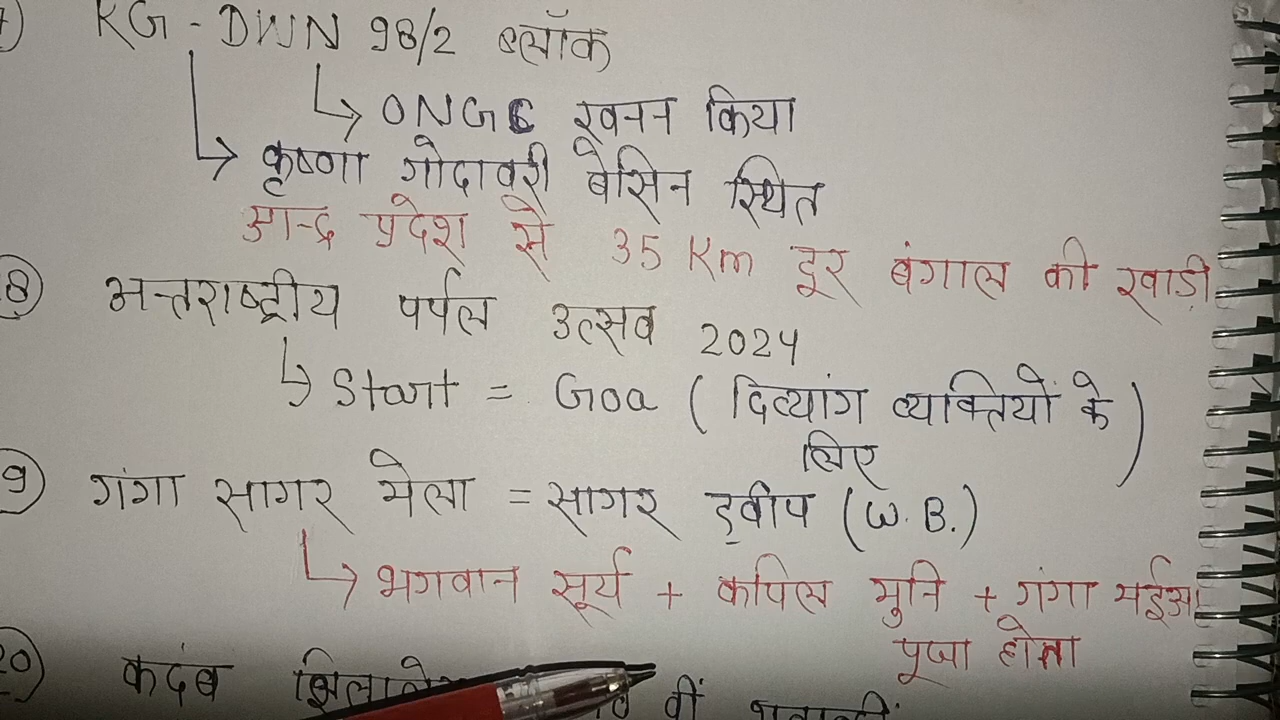 7) KG - DWN 98/2 ब्लॉक
↳ ONGC खनन किया
↳ कृष्णा गोदावरी बेसिन स्थित
आन्द्र प्रदेश से 35 Km दूर बंगाल की खाड़ी
8) अन्तराष्ट्रीय पर्पल उत्सव 2024
↳ Start = Goa (दिव्यांग व्यक्तियों के
लिए)
9) गंगा सागर मेला = सागर द्वीप (W.B.)
↳ भगवान सूर्य + कपिल मुनि + गंगा मईआ
पूजा होता
20) कदंब वीं